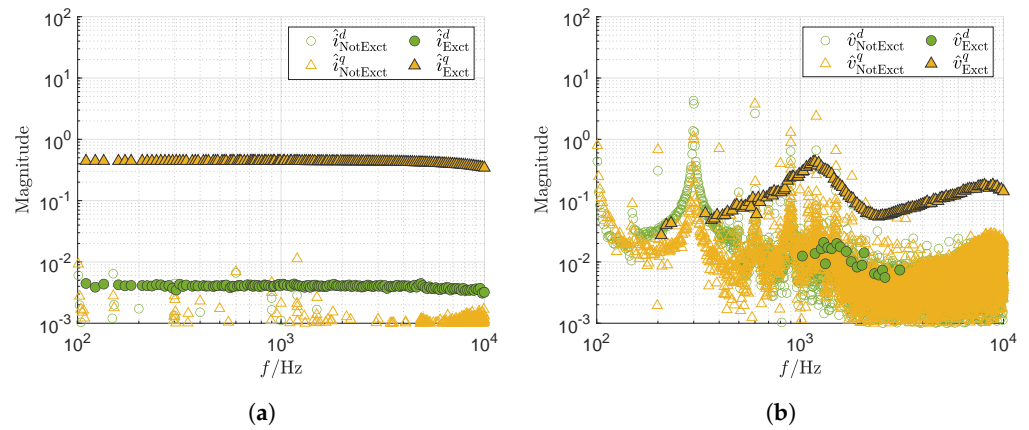 10^2
10^1
10^0
10^-1
10^-2
10^-3
Magnitude
î^d_NotExct î^d_Exct
î^q_NotExct î^q_Exct
10^2 10^3 10^4
f/Hz
(a)
10^2
10^1
10^0
10^-1
10^-2
10^-3
Magnitude
v̂^d_NotExct v̂^d_Exct
v̂^q_NotExct v̂^q_Exct
10^2 10^3 10^4
f/Hz
(b)